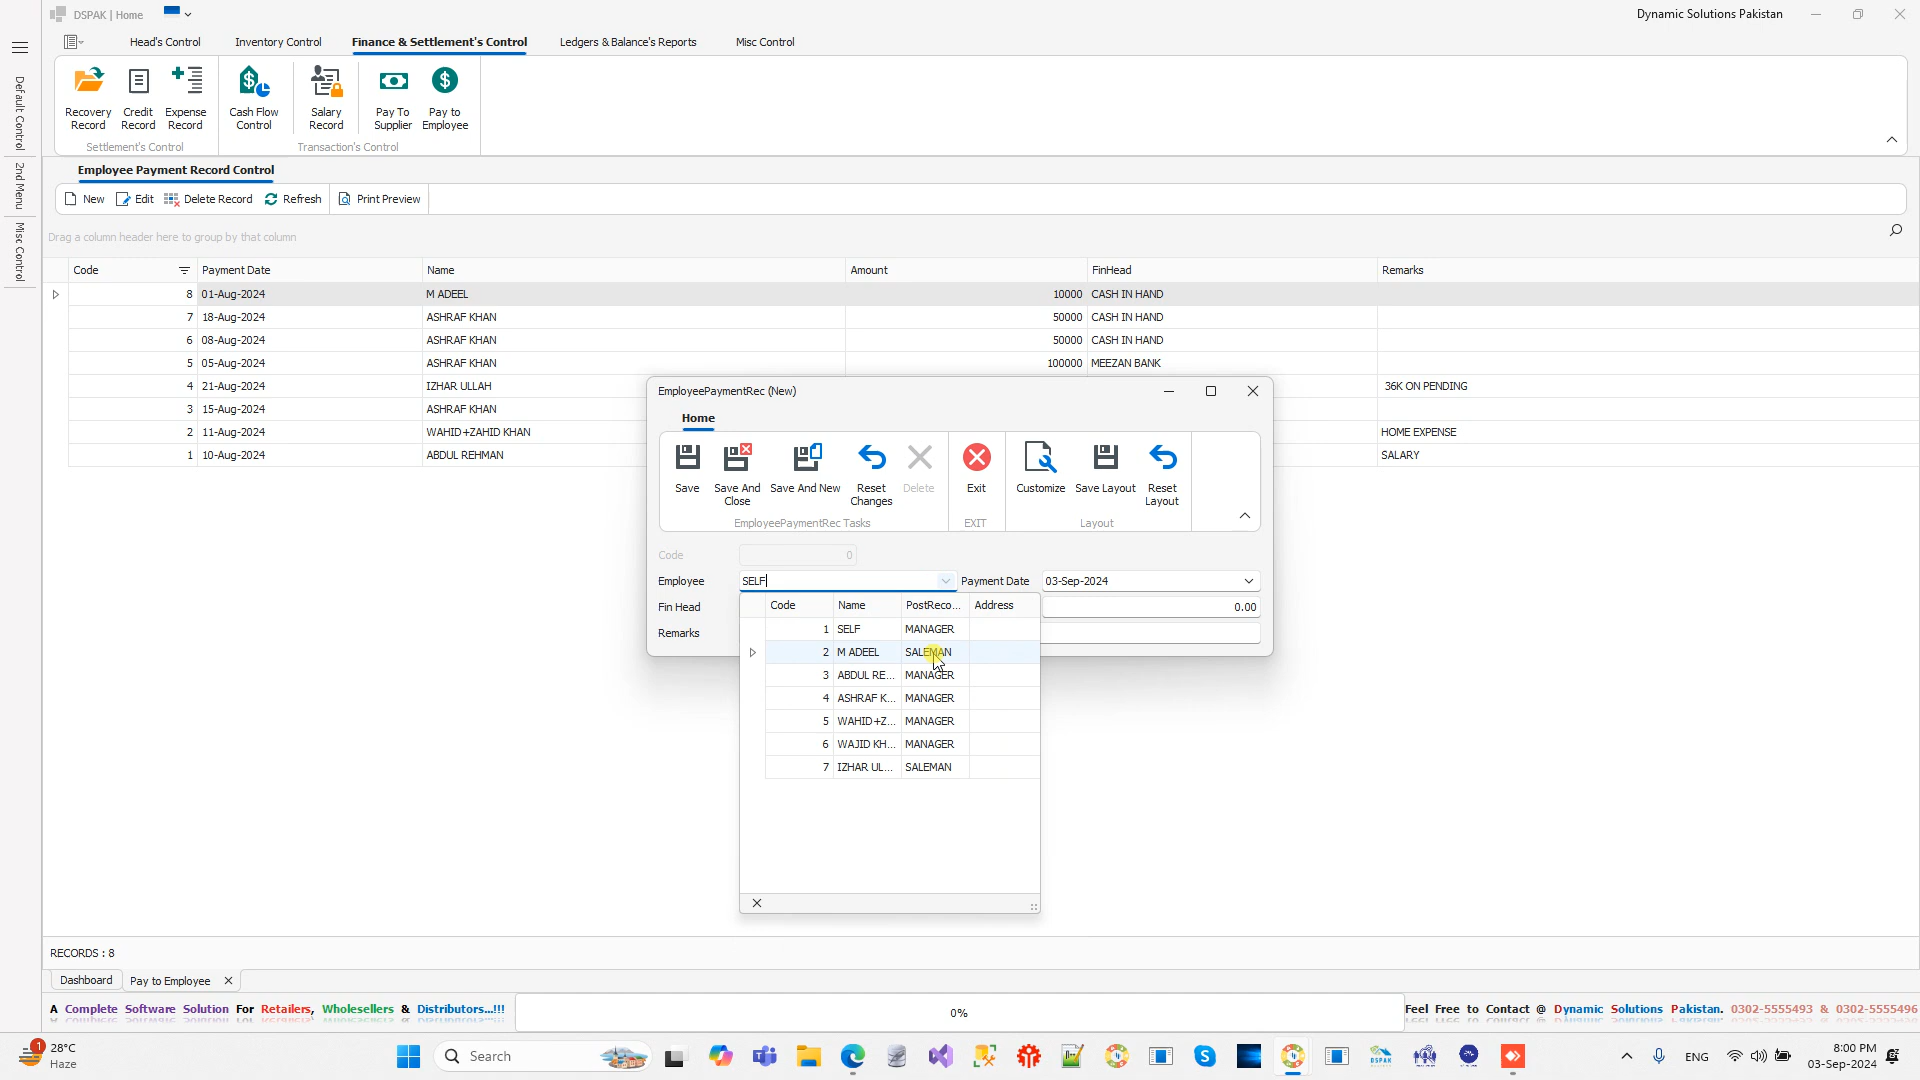 DSPAK | Home
Dynamic Solutions Pakistan
Head's Control
Inventory Control
Finance & Settlement's Control
Ledgers & Balance's Reports
Misc Control
Default Control
2nd Menu
Misc Control
Recovery Record
Credit Record
Expense Record
Cash Flow Control
Salary Record
Pay To Supplier
Pay to Employee
Settlement's Control
Transaction's Control
Employee Payment Record Control
New
Edit
Delete Record
Refresh
Print Preview
Drag a column header here to group by that column
Code Payment Date Name Amount FinHead Remarks
8 01-Aug-2024 M ADEEL 10000 CASH IN HAND
7 18-Aug-2024 ASHRAF KHAN 50000 CASH IN HAND
6 08-Aug-2024 ASHRAF KHAN 50000 CASH IN HAND
5 05-Aug-2024 ASHRAF KHAN 100000 MEEZAN BANK
4 21-Aug-2024 IZHAR ULLAH 36K ON PENDING
3 15-Aug-2024 ASHRAF KHAN
2 11-Aug-2024 WAHID+ZAHID KHAN HOME EXPENSE
1 10-Aug-2024 ABDUL REHMAN SALARY
EmployeePaymentRec (New)
Home
Save
Save And Close
Save And New
Reset Changes
Delete
Exit
Customize
Save Layout
Reset Layout
EmployeePaymentRec Tasks
EXIT
Layout
Code 0
Employee SELF Payment Date 03-Sep-2024
Fin Head 0.00
Remarks
Code Name PostReco... Address
1 SELF MANAGER
2 M ADEEL SALEMAN
3 ABDUL RE... MANAGER
4 ASHRAF K... MANAGER
5 WAHID+Z... MANAGER
6 WAJID KH... MANAGER
7 IZHAR UL... SALEMAN
RECORDS : 8
Dashboard
Pay to Employee
A Complete Software Solution For Retailers, Wholesellers & Distributors...!!!
0%
Feel Free to Contact @ Dynamic Solutions Pakistan. 0302-5555493 & 0302-5555496
1
28°C
Haze
Search
DSPAK
ENG
8:00 PM
03-Sep-2024